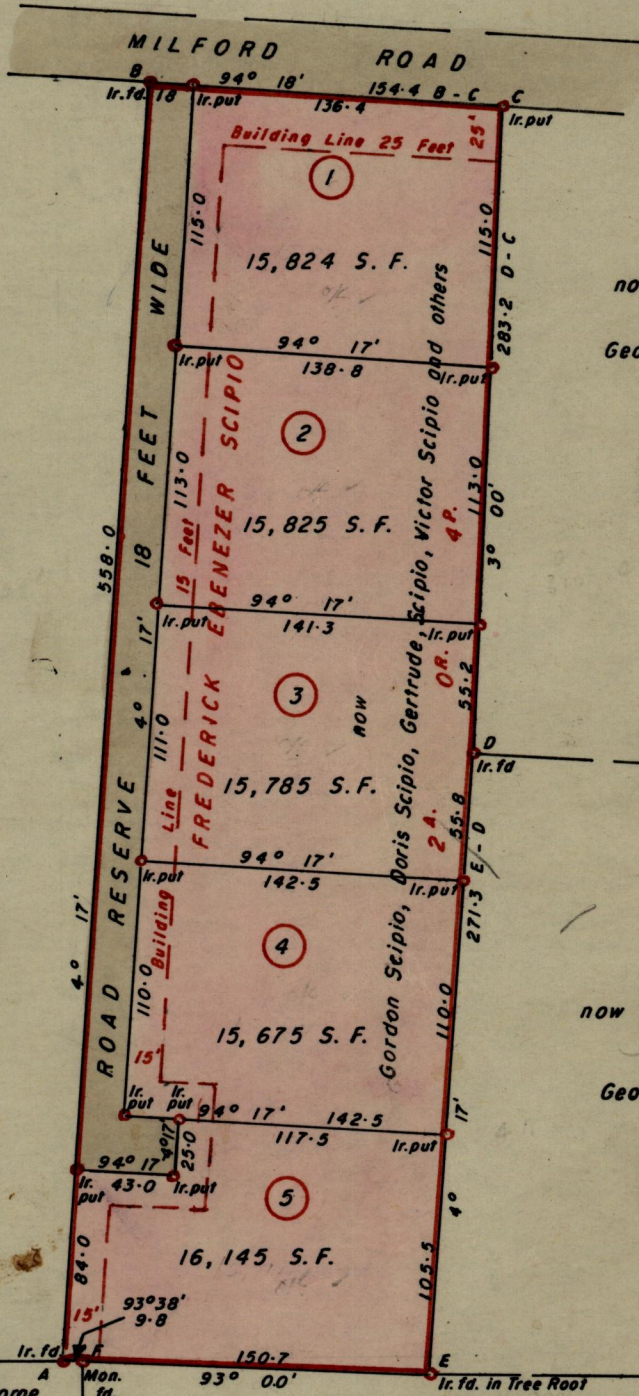 MILFORD ROAD
B
Ir.fd.
18
Ir.put
94° 18'
154.4 B-C
C
136.4
Ir.put
Building Line 25 Feet
25'
1
115.0
115.0
15,824 S.F.
283.2 D-C
no
Geo
94° 17'
Ir.put
138.8
Ir.put
2
113.0
113.0
15,825 S.F.
3° 00'
94° 17'
Ir.put
141.3
Ir.put
3
111.0
55.2
now
D
Ir.fd
15,785 S.F.
55.8
271.3 E-D
94° 17'
Ir.put
142.5
Ir.put
4
110.0
110.0
15,675 S.F.
now
Geo
15'
Ir.put
Ir.put
94° 17'
142.5
117.5
Ir.put
4°17'
25.0
94° 17
Ir.put
43.0
Ir.put
5
4° 17'
16,145 S.F.
84.0
105.5
15'
93°38'
9.8
Ir.fd.
F
A
Mon.
fd.
150.7
93° 00'
E
Ir.fd. in Tree Root
ROAD RESERVE 18 FEET WIDE
558.0
4° 17'
4° 17'
Building Line 15 Feet
FREDERICK EBENEZER SCIPIO
Gordon Scipio, Doris Scipio, Gertrude, Scipio, Victor Scipio and others
2A. 0R. 4P.